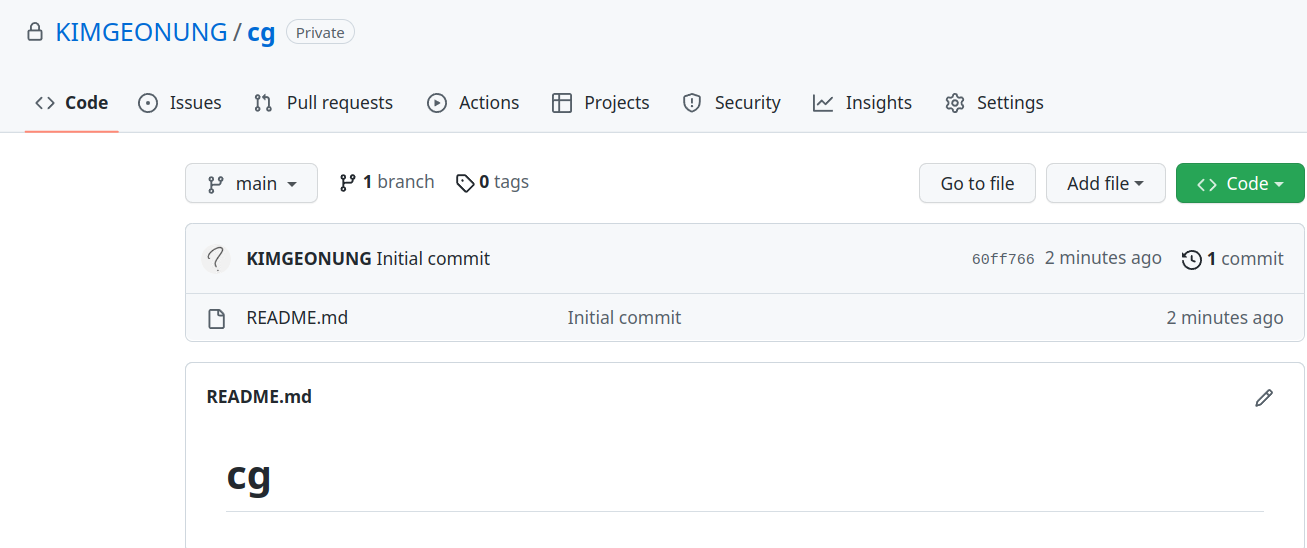 KIMGEONUNG / cg Private
Code Issues Pull requests Actions Projects Security Insights Settings
main 1 branch 0 tags Go to file Add file Code
KIMGEONUNG Initial commit 60ff766 2 minutes ago 1 commit
README.md Initial commit 2 minutes ago
README.md
cg